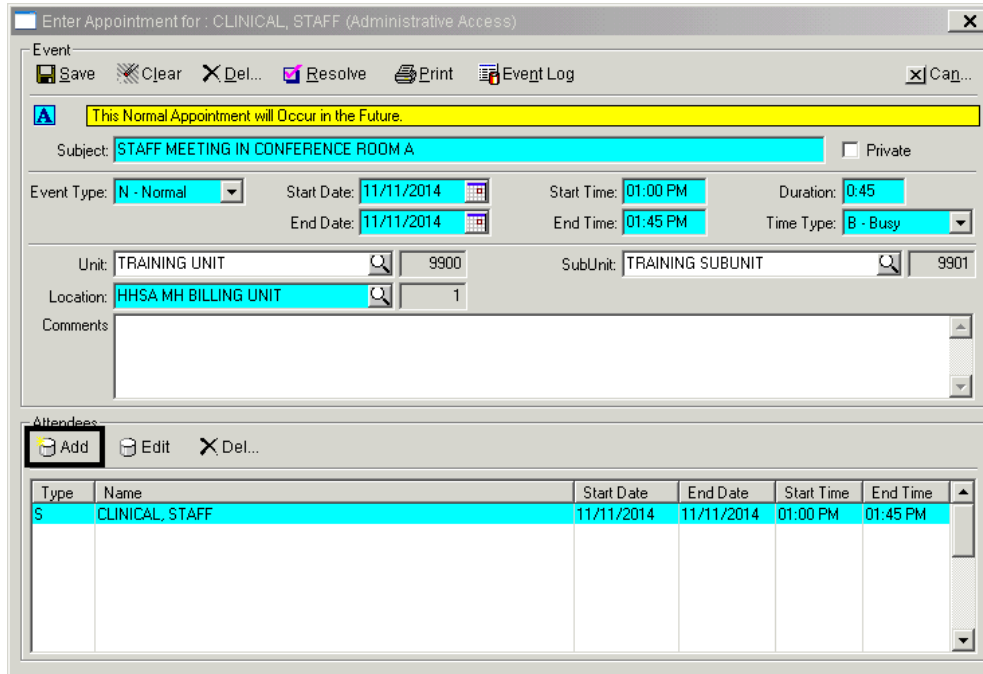 Enter Appointment for : CLINICAL, STAFF (Administrative Access)
Event
Save Clear Del... Resolve Print Event Log Can...
A This Normal Appointment will Occur in the Future.
Subject: STAFF MEETING IN CONFERENCE ROOM A Private
Event Type: N - Normal Start Date: 11/11/2014 Start Time: 01:00 PM Duration: 0:45
End Date: 11/11/2014 End Time: 01:45 PM Time Type: B - Busy
Unit: TRAINING UNIT 9900 SubUnit: TRAINING SUBUNIT 9901
Location: HHSA MH BILLING UNIT 1
Comments
Attendees
Add Edit Del...
Type Name Start Date End Date Start Time End Time
S CLINICAL, STAFF 11/11/2014 11/11/2014 01:00 PM 01:45 PM